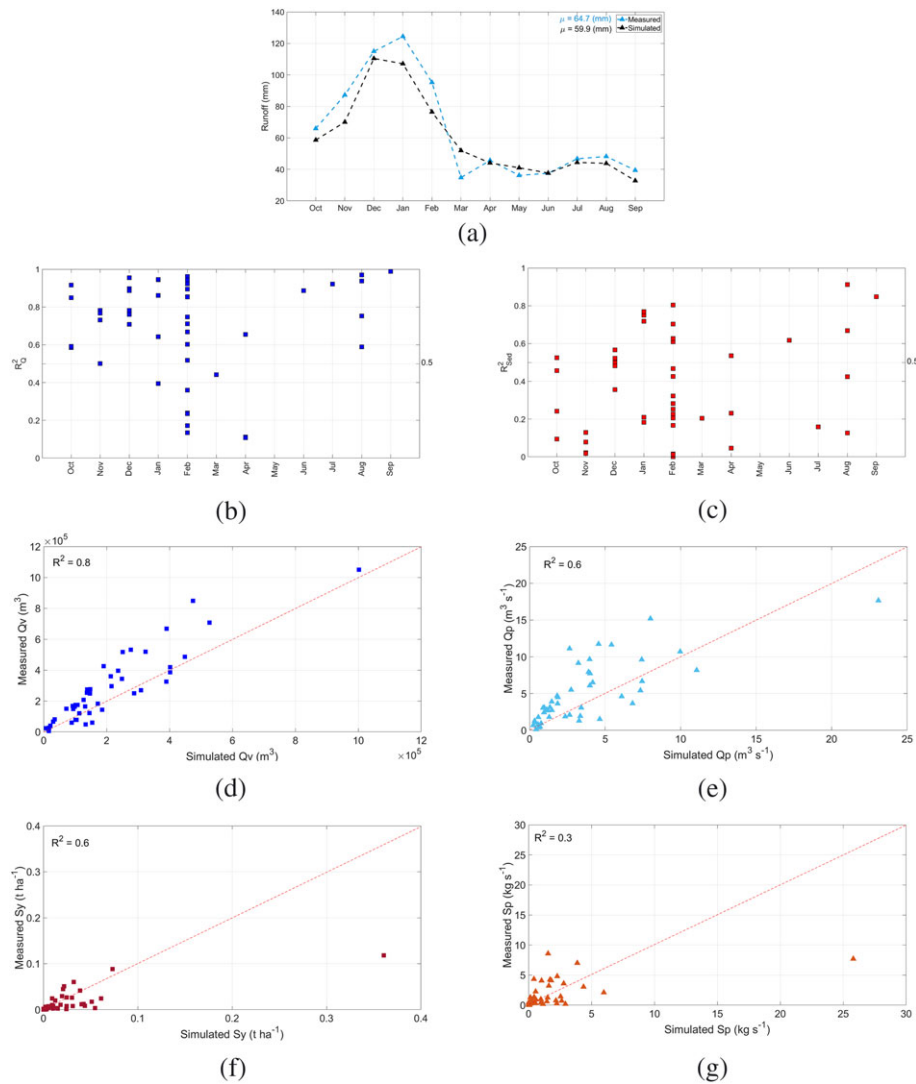 μ = 64.7 (mm)
μ = 59.9 (mm)
Measured
Simulated
140
120
100
80
60
40
20
Runoff (mm)
Oct Nov Dec Jan Feb Mar Apr May Jun Jul Aug Sep
(a)
1
0.8
0.6
0.4
0.2
0
R²Q
0.5
Oct Nov Dec Jan Feb Mar Apr May Jun Jul Aug Sep
(b)
1
0.8
0.6
0.4
0.2
0
R²Sed
0.5
Oct Nov Dec Jan Feb Mar Apr May Jun Jul Aug Sep
(c)
×10⁵
12
10
8
6
4
2
0
Measured Qv (m³)
R² = 0.8
0 2 4 6 8 10 12
Simulated Qv (m³)
×10⁵
(d)
25
20
15
10
5
0
Measured Qp (m³ s⁻¹)
R² = 0.6
0 5 10 15 20 25
Simulated Qp (m³ s⁻¹)
(e)
0.4
0.3
0.2
0.1
0
Measured Sy (t ha⁻¹)
R² = 0.6
0 0.1 0.2 0.3 0.4
Simulated Sy (t ha⁻¹)
(f)
30
25
20
15
10
5
0
Measured Sp (kg s⁻¹)
R² = 0.3
0 5 10 15 20 25 30
Simulated Sp (kg s⁻¹)
(g)